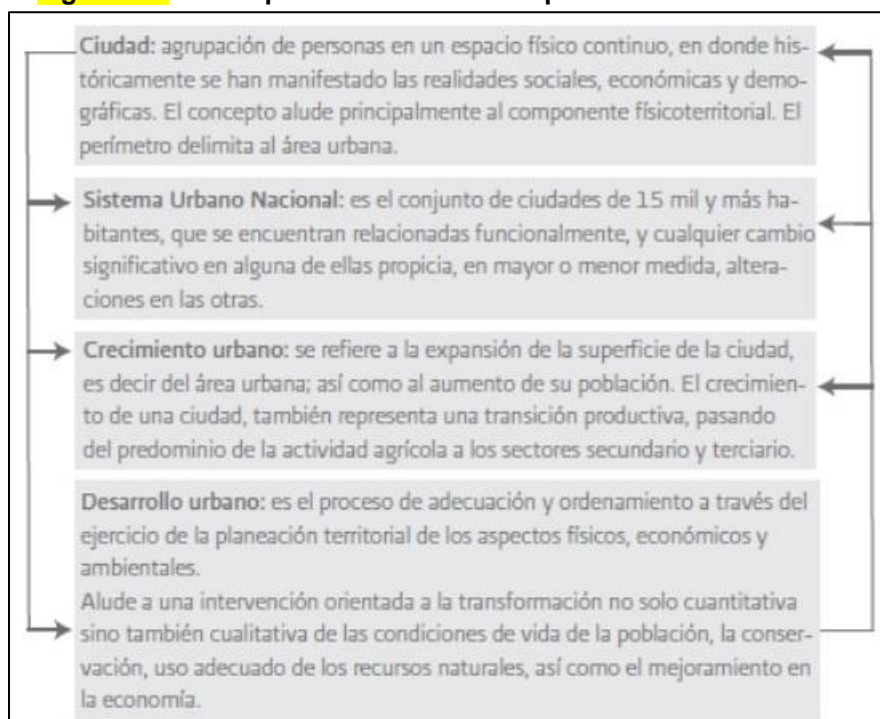 Ciudad: agrupación de personas en un espacio físico continuo, en donde his-
tóricamente se han manifestado las realidades sociales, económicas y demo-
gráficas. El concepto alude principalmente al componente físicoterritorial. El
perímetro delimita al área urbana.
Sistema Urbano Nacional: es el conjunto de ciudades de 15 mil y más ha-
bitantes, que se encuentran relacionadas funcionalmente, y cualquier cambio
significativo en alguna de ellas propicia, en mayor o menor medida, altera-
ciones en las otras.
Crecimiento urbano: se refiere a la expansión de la superficie de la ciudad,
es decir del área urbana; así como al aumento de su población. El crecimien-
to de una ciudad, también representa una transición productiva, pasando
del predominio de la actividad agrícola a los sectores secundario y terciario.
Desarrollo urbano: es el proceso de adecuación y ordenamiento a través del
ejercicio de la planeación territorial de los aspectos físicos, económicos y
ambientales.
Alude a una intervención orientada a la transformación no solo cuantitativa
sino también cualitativa de las condiciones de vida de la población, la conser-
vación, uso adecuado de los recursos naturales, así como el mejoramiento en
la economía.